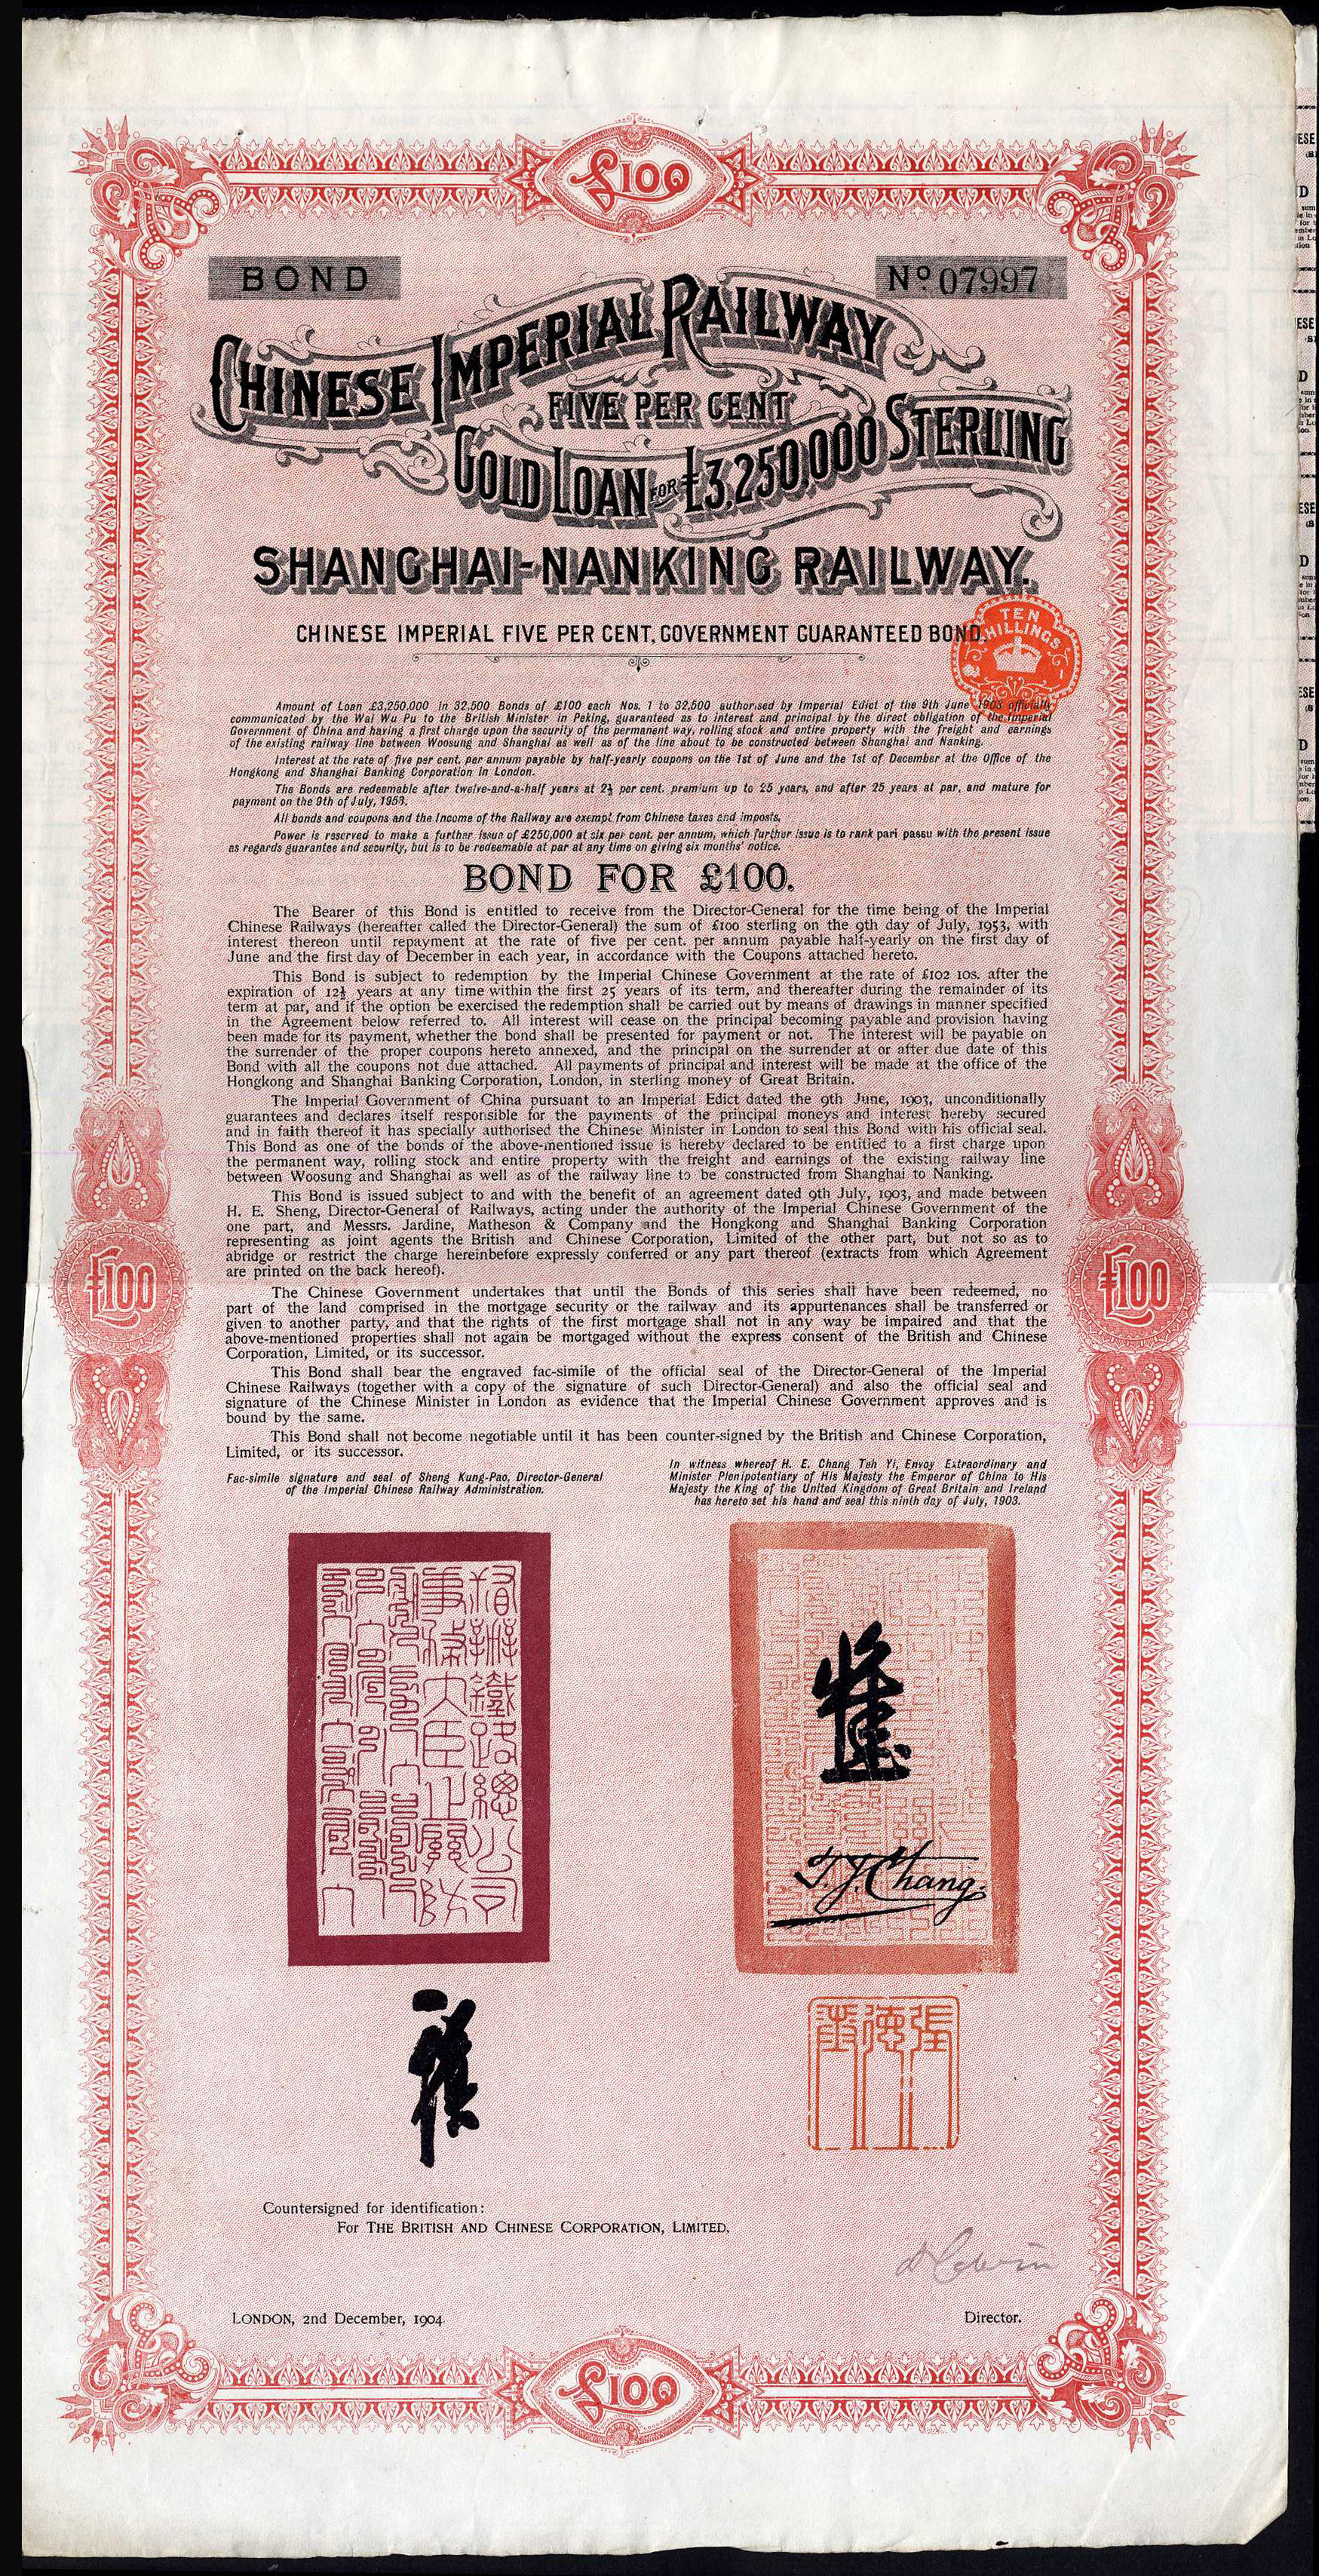 £100
BOND
Nº 07997
CHINESE IMPERIAL RAILWAY
FIVE PER CENT
GOLD LOAN FOR £3,250,000 STERLING
SHANGHAI-NANKING RAILWAY.
CHINESE IMPERIAL FIVE PER CENT. GOVERNMENT GUARANTEED BOND.
TEN
SHILLINGS
Amount of Loan £3,250,000 in 32,500 Bonds of £100 each Nos. 1 to 32,500 authorised by Imperial Edict of the 9th June 1903 officially
communicated by the Wai Wu Pu to the British Minister in Peking, guaranteed as to interest and principal by the direct obligation of the Imperial
Government of China and having a first charge upon the security of the permanent way, rolling stock and entire property with the freight and earnings
of the existing railway line between Woosung and Shanghai as well as of the line about to be constructed between Shanghai and Nanking.
Interest at the rate of five per cent. per annum payable by half-yearly coupons on the 1st of June and the 1st of December at the Office of the
Hongkong and Shanghai Banking Corporation in London.
The Bonds are redeemable after twelve-and-a-half years at 2½ per cent. premium up to 25 years, and after 25 years at par, and mature for
payment on the 9th of July, 1953.
All bonds and coupons and the Income of the Railway are exempt from Chinese taxes and imposts.
Power is reserved to make a further issue of £250,000 at six per cent. per annum, which further issue is to rank pari passu with the present issue
as regards guarantee and security, but is to be redeemable at par at any time on giving six months' notice.
BOND FOR £100.
The Bearer of this Bond is entitled to receive from the Director-General for the time being of the Imperial
Chinese Railways (hereafter called the Director-General) the sum of £100 sterling on the 9th day of July, 1953, with
interest thereon until repayment at the rate of five per cent. per annum payable half-yearly on the first day of
June and the first day of December in each year, in accordance with the Coupons attached hereto.
This Bond is subject to redemption by the Imperial Chinese Government at the rate of £102 10s. after the
expiration of 12½ years at any time within the first 25 years of its term, and thereafter during the remainder of its
term at par, and if the option be exercised the redemption shall be carried out by means of drawings in manner specified
in the Agreement below referred to. All interest will cease on the principal becoming payable and provision having
been made for its payment, whether the bond shall be presented for payment or not. The interest will be payable on
the surrender of the proper coupons hereto annexed, and the principal on the surrender at or after due date of this
Bond with all the coupons not due attached. All payments of principal and interest will be made at the office of the
Hongkong and Shanghai Banking Corporation, London, in sterling money of Great Britain.
The Imperial Government of China pursuant to an Imperial Edict dated the 9th June, 1903, unconditionally
guarantees and declares itself responsible for the payments of the principal moneys and interest hereby secured
and in faith thereof it has specially authorised the Chinese Minister in London to seal this Bond with his official seal.
This Bond as one of the bonds of the above-mentioned issue is hereby declared to be entitled to a first charge upon
the permanent way, rolling stock and entire property with the freight and earnings of the existing railway line
between Woosung and Shanghai as well as of the railway line to be constructed from Shanghai to Nanking.
This Bond is issued subject to and with the benefit of an agreement dated 9th July, 1903, and made between
H. E. Sheng, Director-General of Railways, acting under the authority of the Imperial Chinese Government of the
one part, and Messrs. Jardine, Matheson & Company and the Hongkong and Shanghai Banking Corporation
representing as joint agents the British and Chinese Corporation, Limited of the other part, but not so as to
abridge or restrict the charge hereinbefore expressly conferred or any part thereof (extracts from which Agreement
are printed on the back hereof).
£100
£100
The Chinese Government undertakes that until the Bonds of this series shall have been redeemed, no
part of the land comprised in the mortgage security or the railway and its appurtenances shall be transferred or
given to another party, and that the rights of the first mortgage shall not in any way be impaired and that the
above-mentioned properties shall not again be mortgaged without the express consent of the British and Chinese
Corporation, Limited, or its successor.
This Bond shall bear the engraved fac-simile of the official seal of the Director-General of the Imperial
Chinese Railways (together with a copy of the signature of such Director-General) and also the official seal and
signature of the Chinese Minister in London as evidence that the Imperial Chinese Government approves and is
bound by the same.
This Bond shall not become negotiable until it has been counter-signed by the British and Chinese Corporation,
Limited, or its successor.
Fac-simile signature and seal of Sheng Kung-Pao, Director-General
of the Imperial Chinese Railway Administration.
In witness whereof H. E. Chang Teh Yi, Envoy Extraordinary and
Minister Plenipotentiary of His Majesty the Emperor of China to His
Majesty the King of the United Kingdom of Great Britain and Ireland
has hereto set his hand and seal this ninth day of July, 1903.
T. Y. Chang.
張德彝
Countersigned for identification:
For THE BRITISH AND CHINESE CORPORATION, LIMITED,
LONDON, 2nd December, 1904
Director.
£100